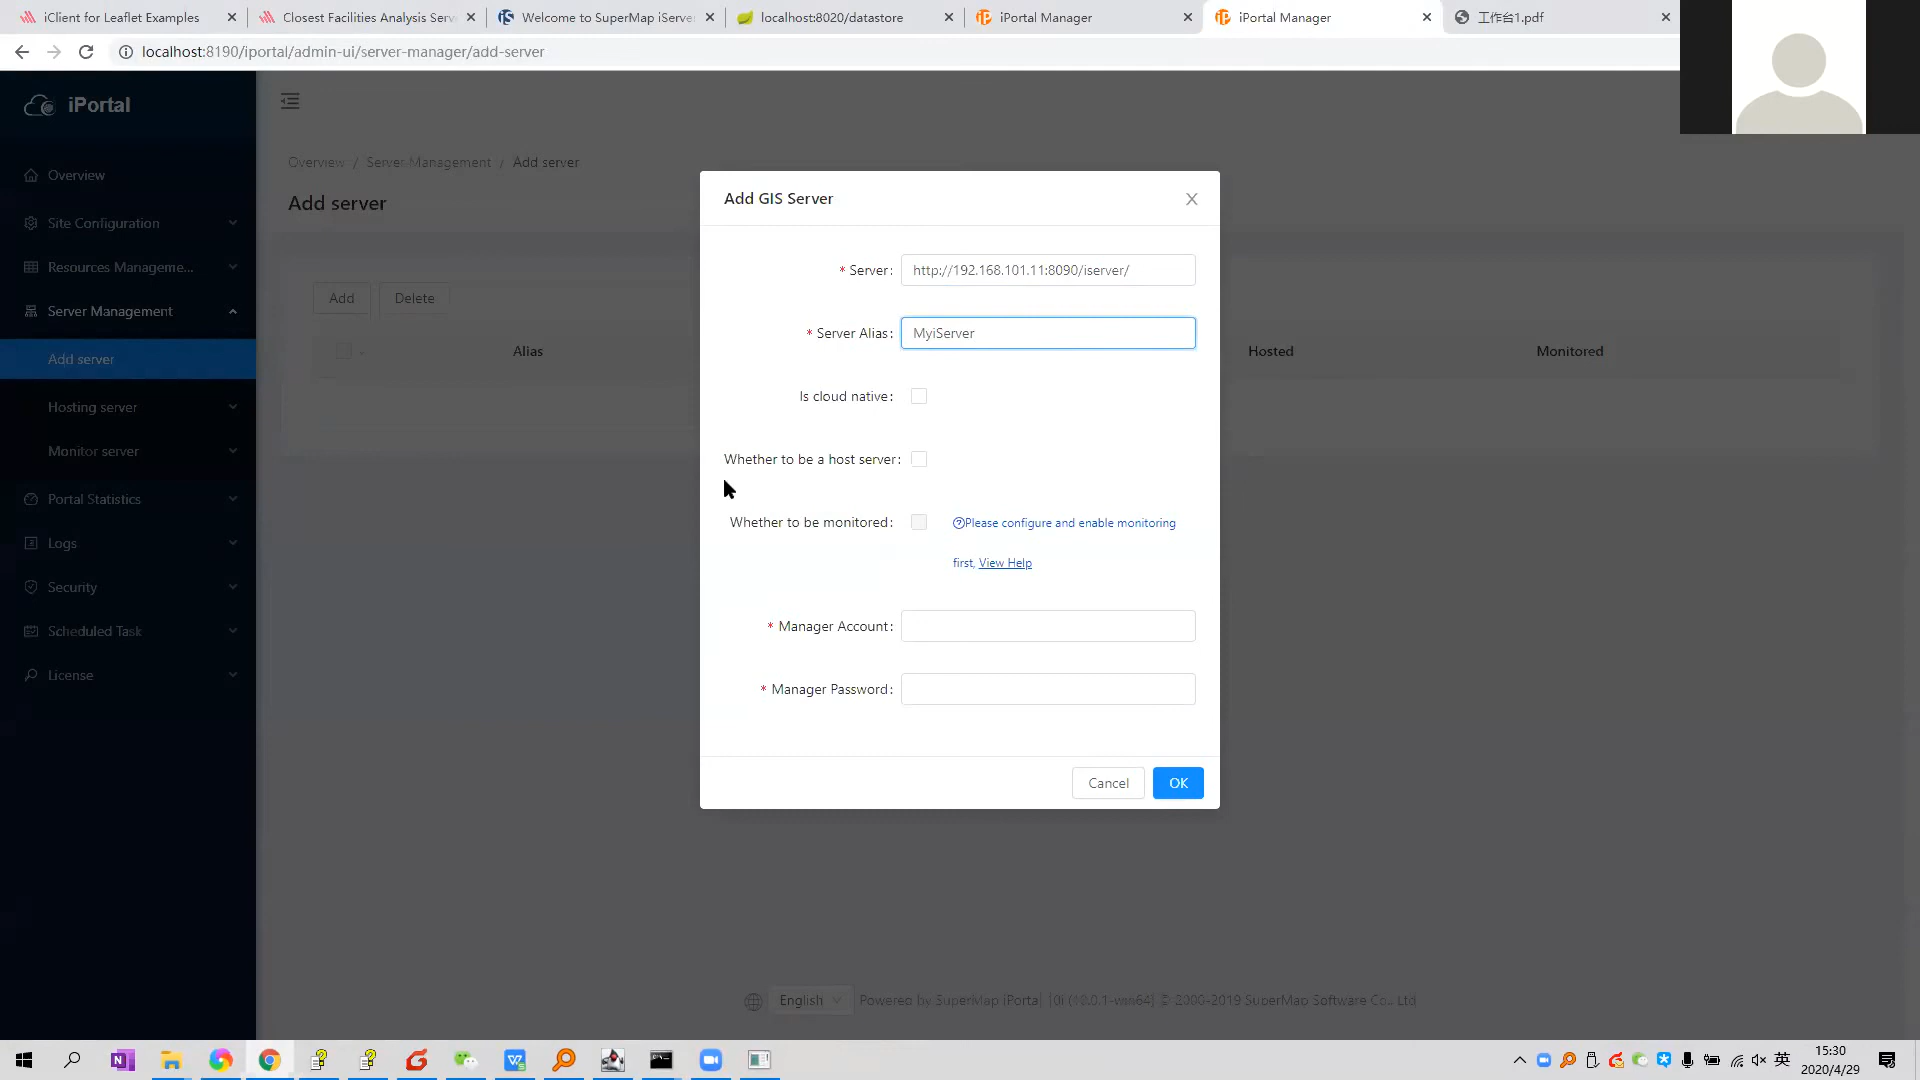 iClient for Leaflet Examples
Closest Facilities Analysis Serv
Welcome to SuperMap iServer
localhost:8020/datastore
iPortal Manager
iPortal Manager
工作台1.pdf
localhost:8190/iportal/admin-ui/server-manager/add-server
iPortal
Overview
Site Configuration
Resources Manageme...
Server Management
Add server
Hosting server
Monitor server
Portal Statistics
Logs
Security
Scheduled Task
License
Overview / Server Management / Add server
Add server
Add Delete
Alias Hosted Monitored
Add GIS Server
* Server: http://192.168.101.11:8090/iserver/
* Server Alias: MyiServer
Is cloud native:
Whether to be a host server:
Whether to be monitored: Please configure and enable monitoring
first, View Help
* Manager Account:
* Manager Password:
Cancel OK
English Powered by SuperMap iPortal 10i (10.0.1-win64) © 2000-2019 SuperMap Software Co., Ltd
英
15:30
2020/4/29